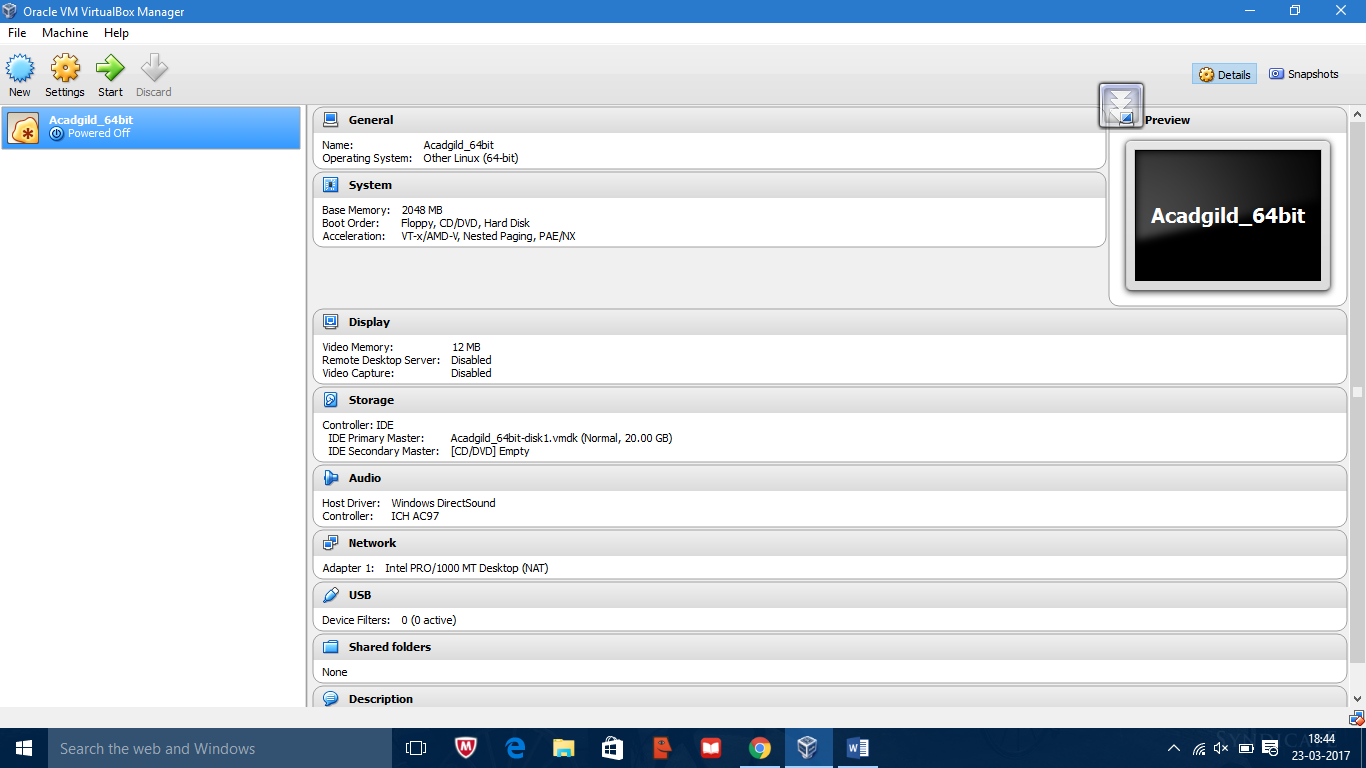 Oracle VM VirtualBox Manager
File Machine Help
New Settings Start Discard
Details Snapshots
Acadgild_64bit
Powered Off
General
Name: Acadgild_64bit
Operating System: Other Linux (64-bit)
System
Base Memory: 2048 MB
Boot Order: Floppy, CD/DVD, Hard Disk
Acceleration: VT-x/AMD-V, Nested Paging, PAE/NX
Preview
Acadgild_64bit
Display
Video Memory: 12 MB
Remote Desktop Server: Disabled
Video Capture: Disabled
Storage
Controller: IDE
IDE Primary Master: Acadgild_64bit-disk1.vmdk (Normal, 20.00 GB)
IDE Secondary Master: [CD/DVD] Empty
Audio
Host Driver: Windows DirectSound
Controller: ICH AC97
Network
Adapter 1: Intel PRO/1000 MT Desktop (NAT)
USB
Device Filters: 0 (0 active)
Shared folders
None
Description
Search the web and Windows
18:44
23-03-2017